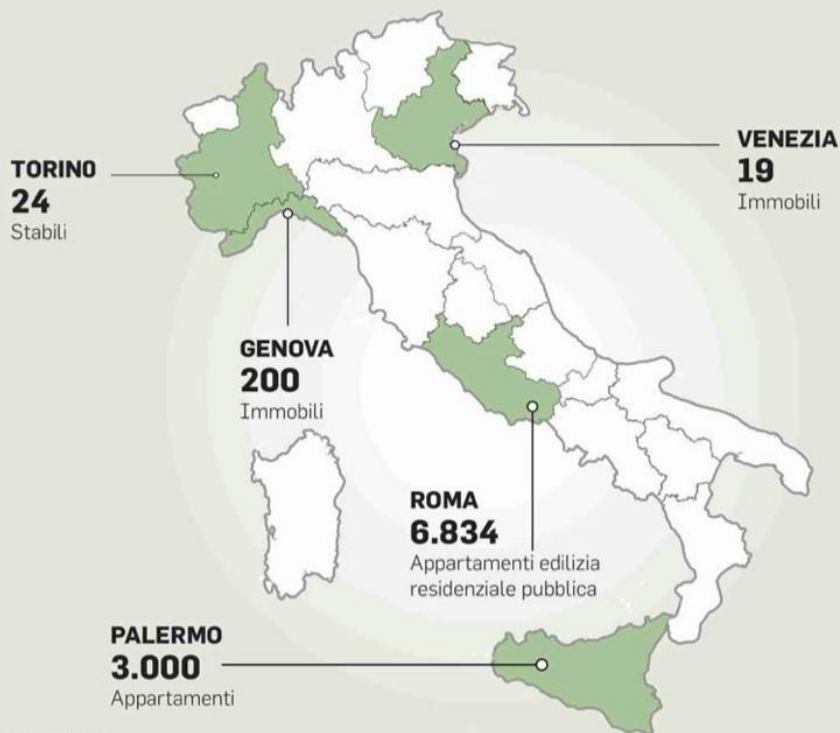 TORINO
24
Stabili
VENEZIA
19
Immobili
GENOVA
200
Immobili
ROMA
6.834
Appartamenti edilizia
residenziale pubblica
PALERMO
3.000
Appartamenti